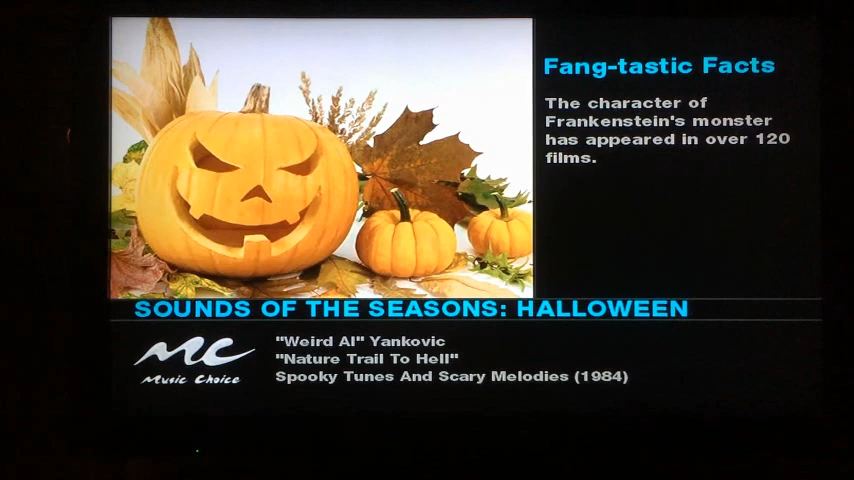 Fang-tastic Facts
The character of
Frankenstein's monster
has appeared in over 120
films.
SOUNDS OF THE SEASONS: HALLOWEEN
MC
Music Choice
"Weird Al" Yankovic
"Nature Trail To Hell"
Spooky Tunes And Scary Melodies (1984)